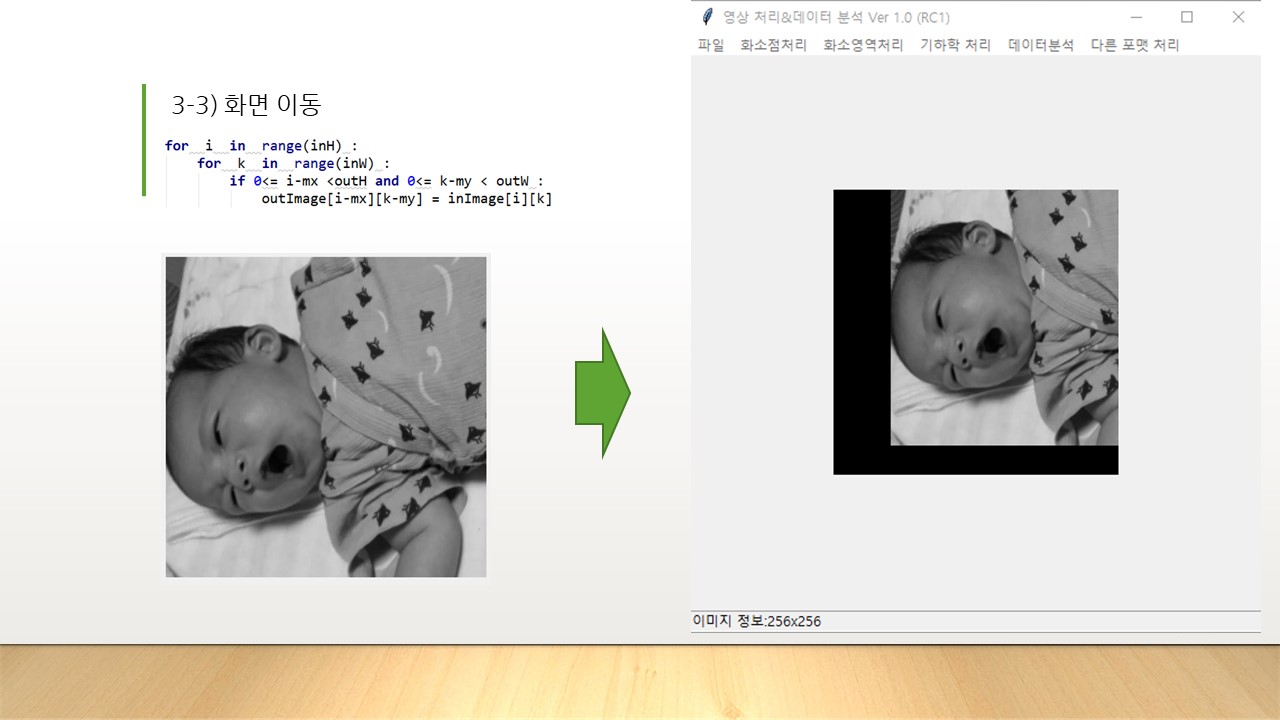 3-3) 화면 이동
for i in range(inH) :
for k in range(inW) :
if 0<= i-mx <outH and 0<= k-my < outW :
outImage[i-mx][k-my] = inImage[i][k]
영상 처리&데이터 분석 Ver 1.0 (RC1)
파일 화소점처리 화소영역처리 기하학 처리 데이터분석 다른 포맷 처리
이미지 정보:256x256